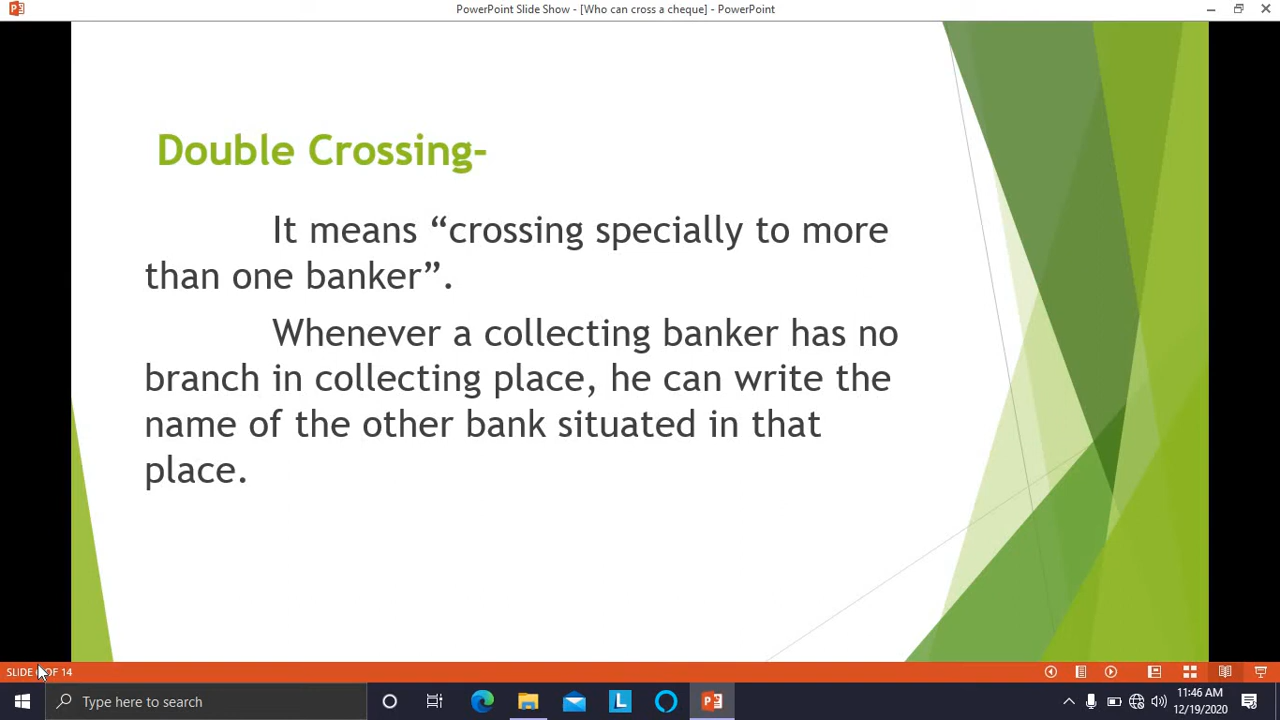 PowerPoint Slide Show - [Who can cross a cheque] - PowerPoint
Double Crossing-
It means “crossing specially to more
than one banker”.
Whenever a collecting banker has no
branch in collecting place, he can write the
name of the other bank situated in that
place.
SLIDE OF 14
Type here to search
L
11:46 AM
12/19/2020